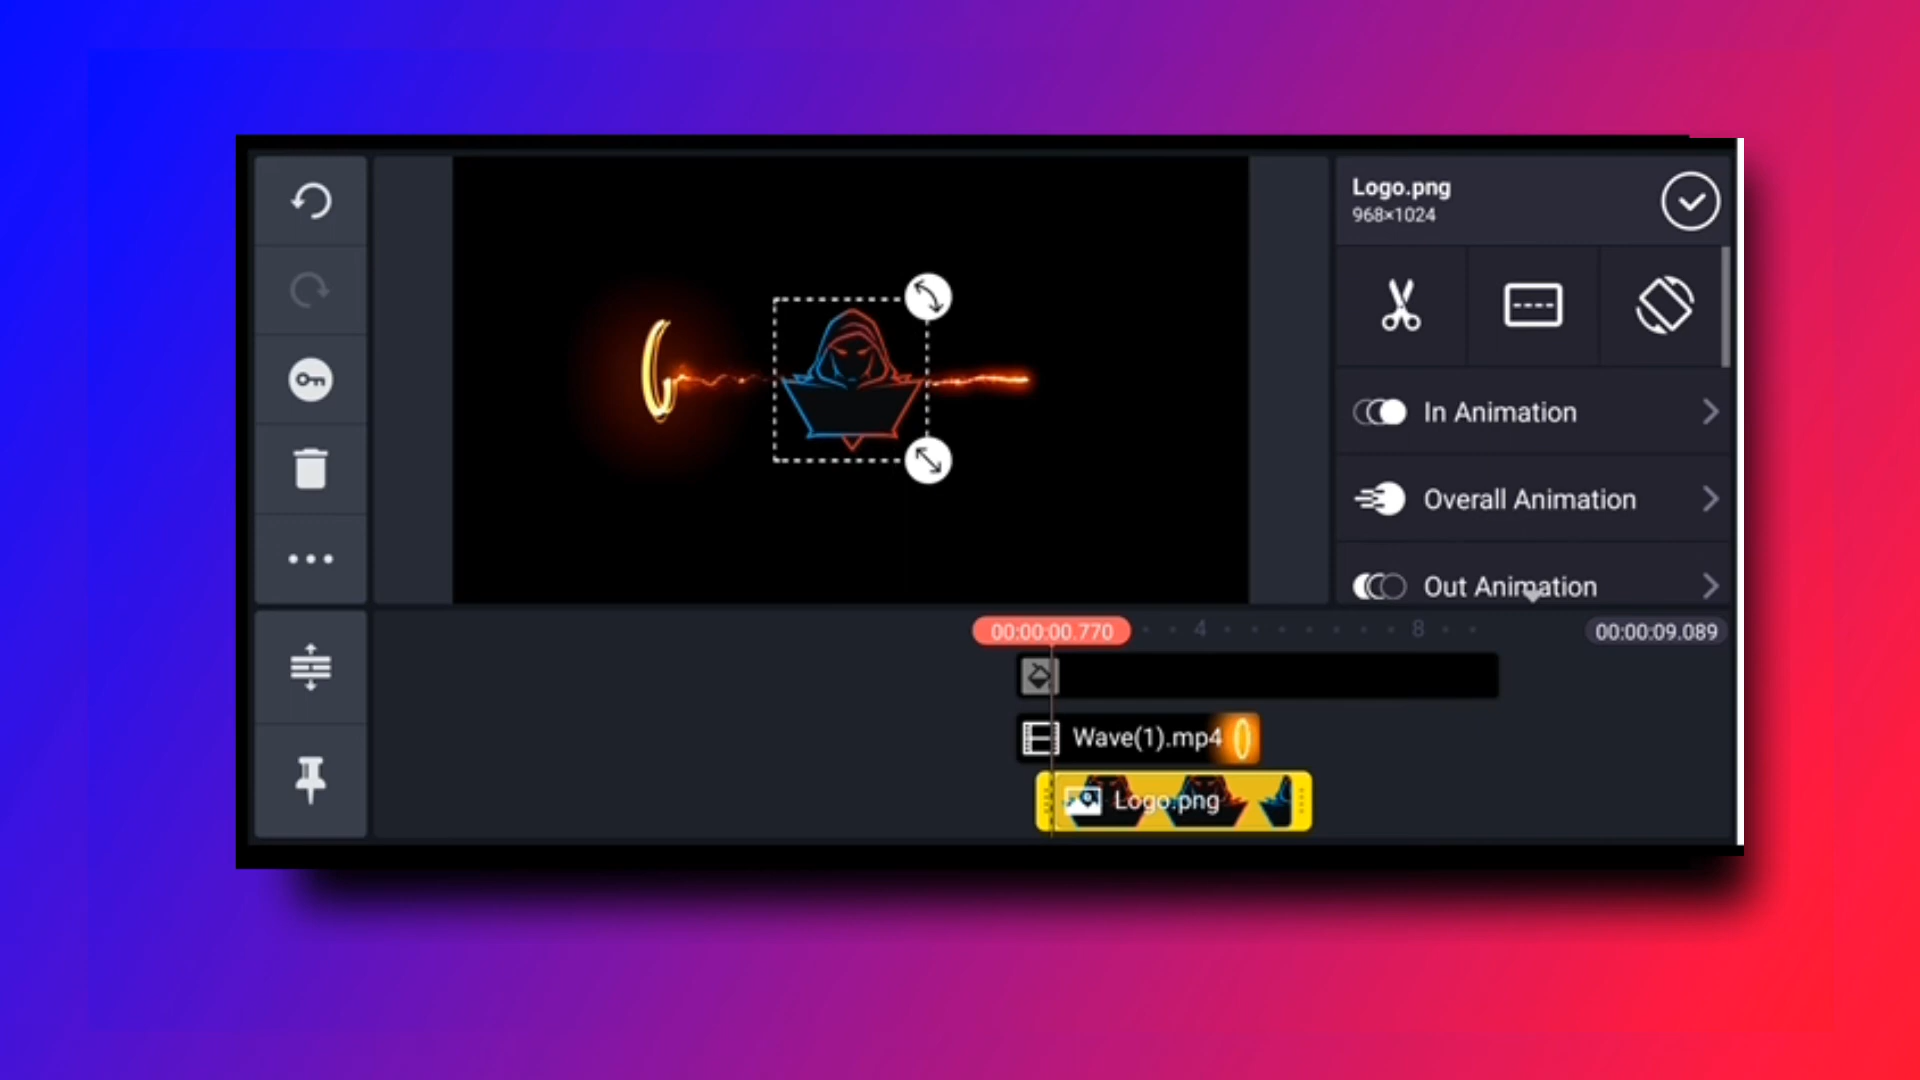 Logo.png
968×1024
In Animation
Overall Animation
Out Animation
00:00:00.770
4
8
00:00:09.089
Wave(1).mp4
Logo.png